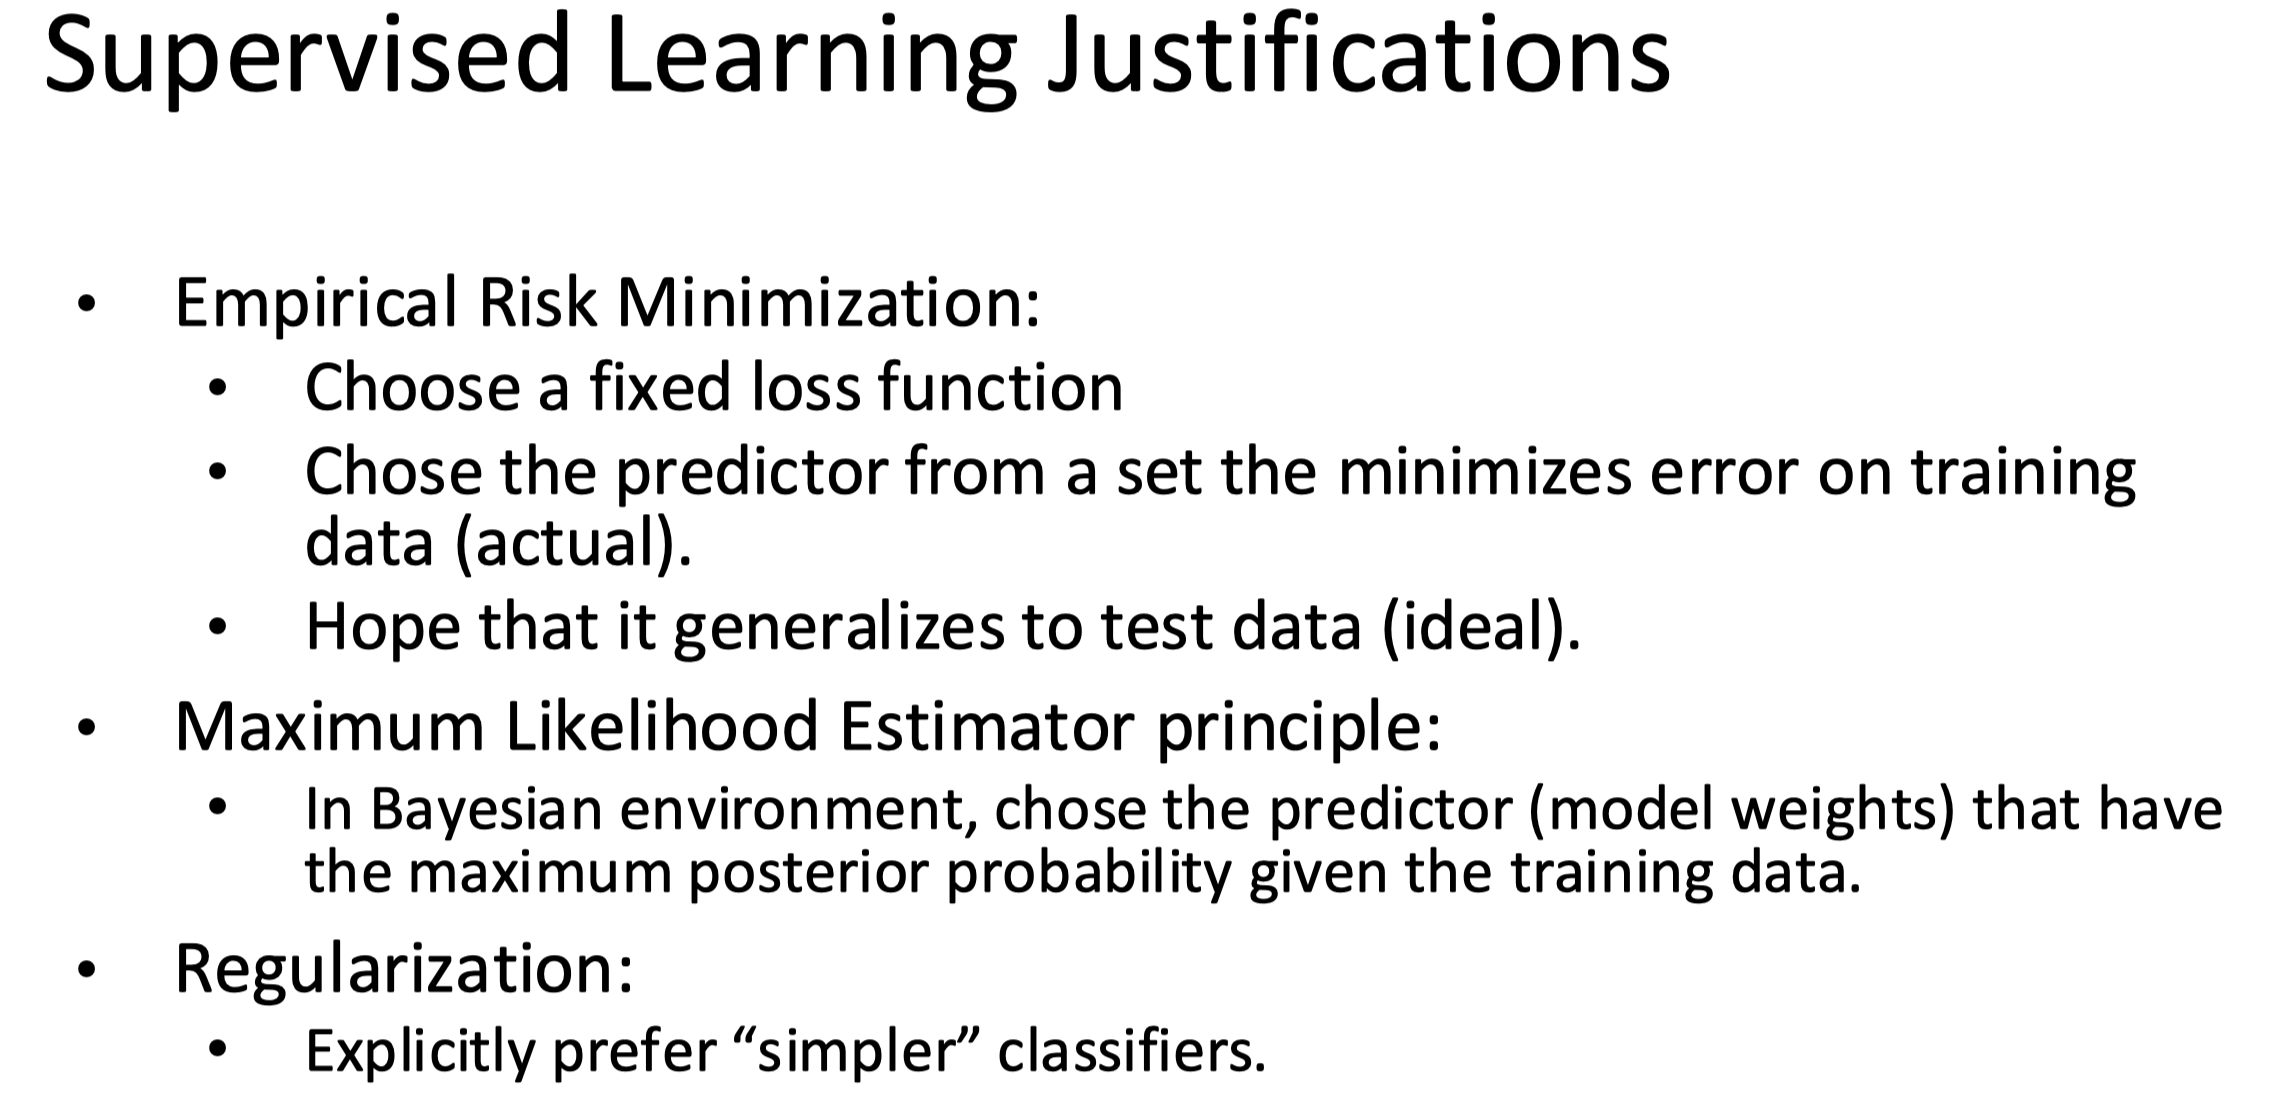 Supervised Learning Justifications
• Empirical Risk Minimization:
• Choose a fixed loss function
• Chose the predictor from a set the minimizes error on training
data (actual).
• Hope that it generalizes to test data (ideal).
• Maximum Likelihood Estimator principle:
• In Bayesian environment, chose the predictor (model weights) that have
the maximum posterior probability given the training data.
• Regularization:
• Explicitly prefer “simpler” classifiers.